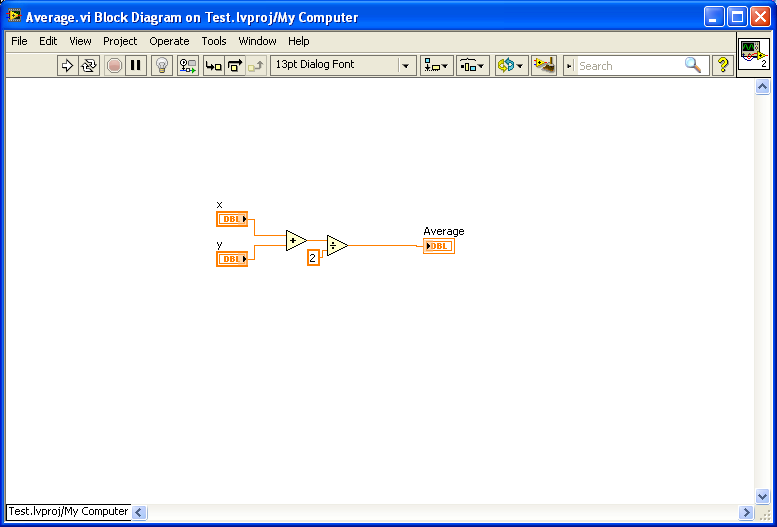 Average.vi Block Diagram on Test.lvproj/My Computer
File Edit View Project Operate Tools Window Help
13pt Dialog Font
Search
?
2
x
DBL
y
DBL
+
÷
2
Average
DBL
Test.lvproj/My Computer